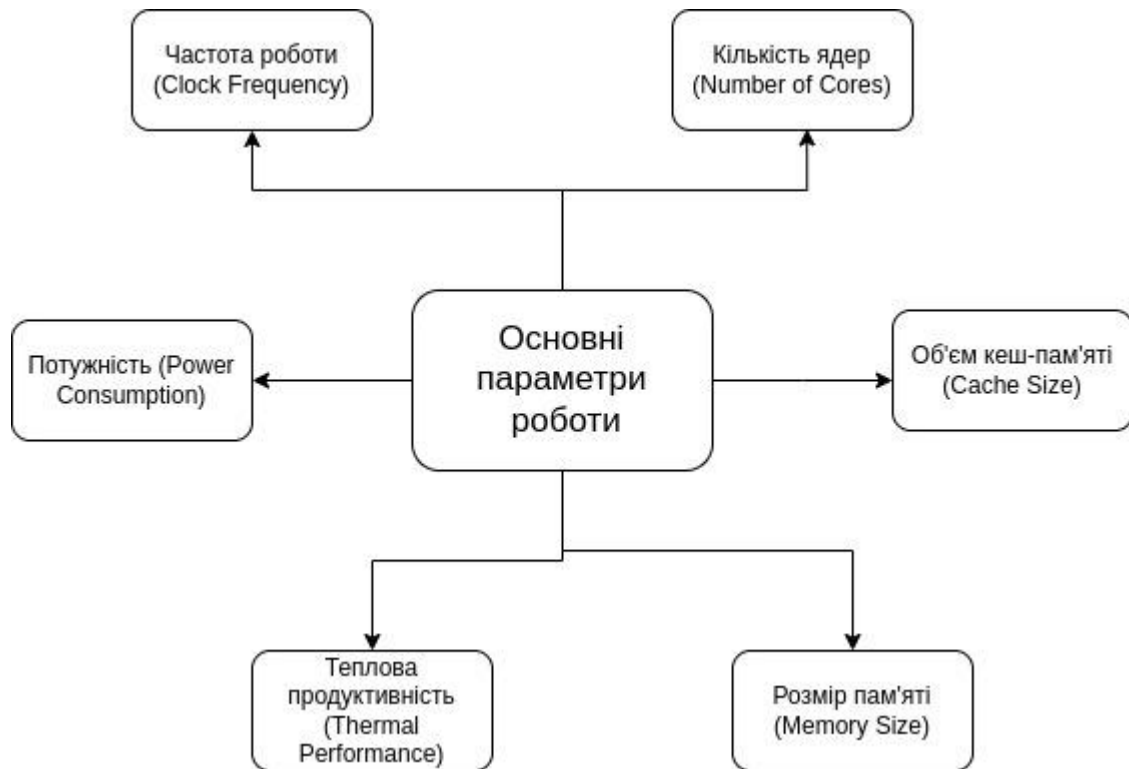 Частота роботи
(Clock Frequency)
Кількість ядер
(Number of Cores)
Потужність (Power
Consumption)
Основні
параметри
роботи
Об'єм кеш-пам'яті
(Cache Size)
Теплова
продуктивність
(Thermal
Performance)
Розмір пам'яті
(Memory Size)